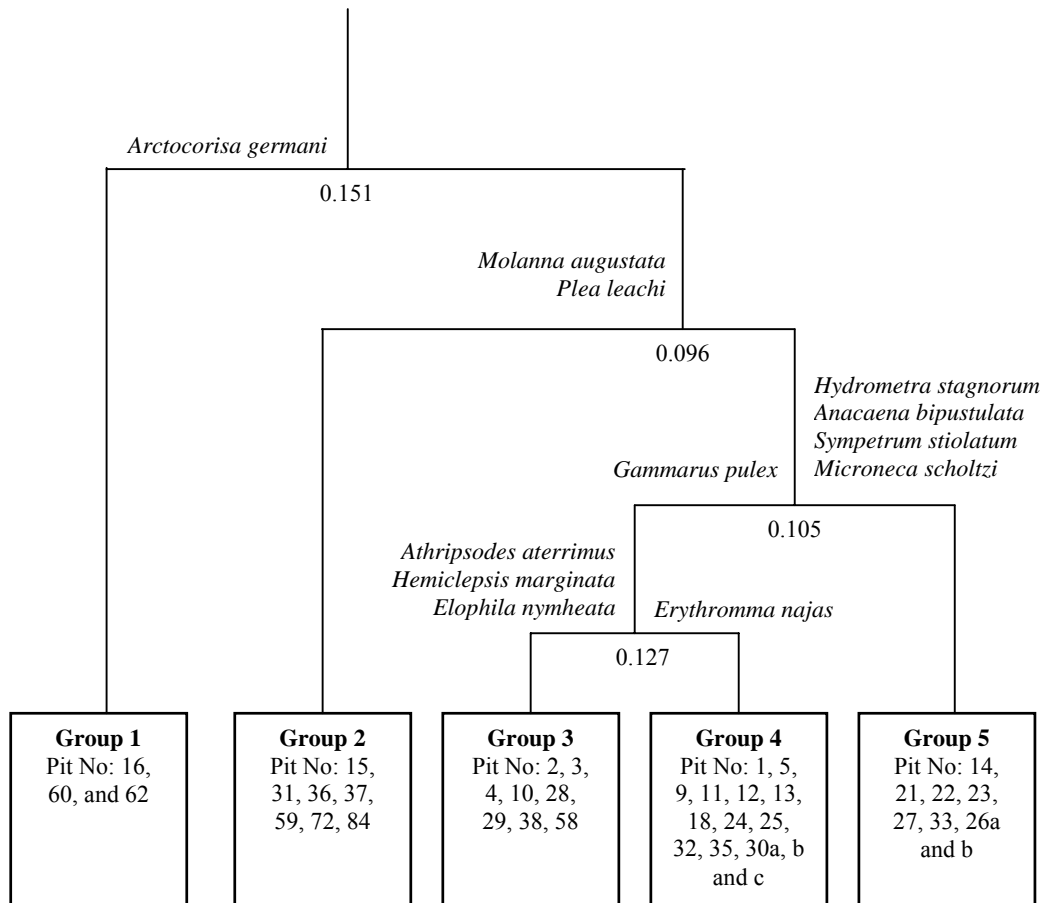 Arctocorisa germani
0.151
Molanna augustata
Plea leachi
0.096
Hydrometra stagnorum
Anacaena bipustulata
Sympetrum stiolatum
Microneca scholtzi
Gammarus pulex
0.105
Athripsodes aterrimus
Hemiclepsis marginata
Elophila nymheata
Erythromma najas
0.127
Group 1
Pit No: 16,
60, and 62
Group 2
Pit No: 15,
31, 36, 37,
59, 72, 84
Group 3
Pit No: 2, 3,
4, 10, 28,
29, 38, 58
Group 4
Pit No: 1, 5,
9, 11, 12, 13,
18, 24, 25,
32, 35, 30a, b
and c
Group 5
Pit No: 14,
21, 22, 23,
27, 33, 26a
and b